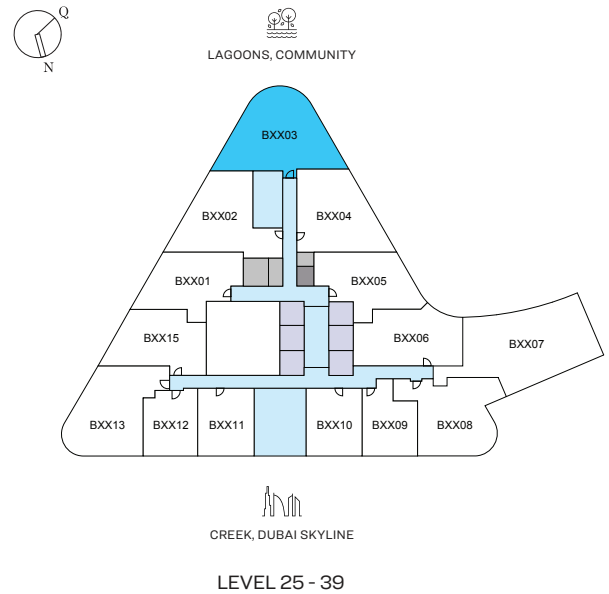 Q
N
LAGOONS, COMMUNITY
BXX03
BXX02
BXX04
BXX01
BXX05
BXX15
BXX06
BXX07
BXX13
BXX12
BXX11
BXX10
BXX09
BXX08
CREEK, DUBAI SKYLINE
LEVEL 25 - 39